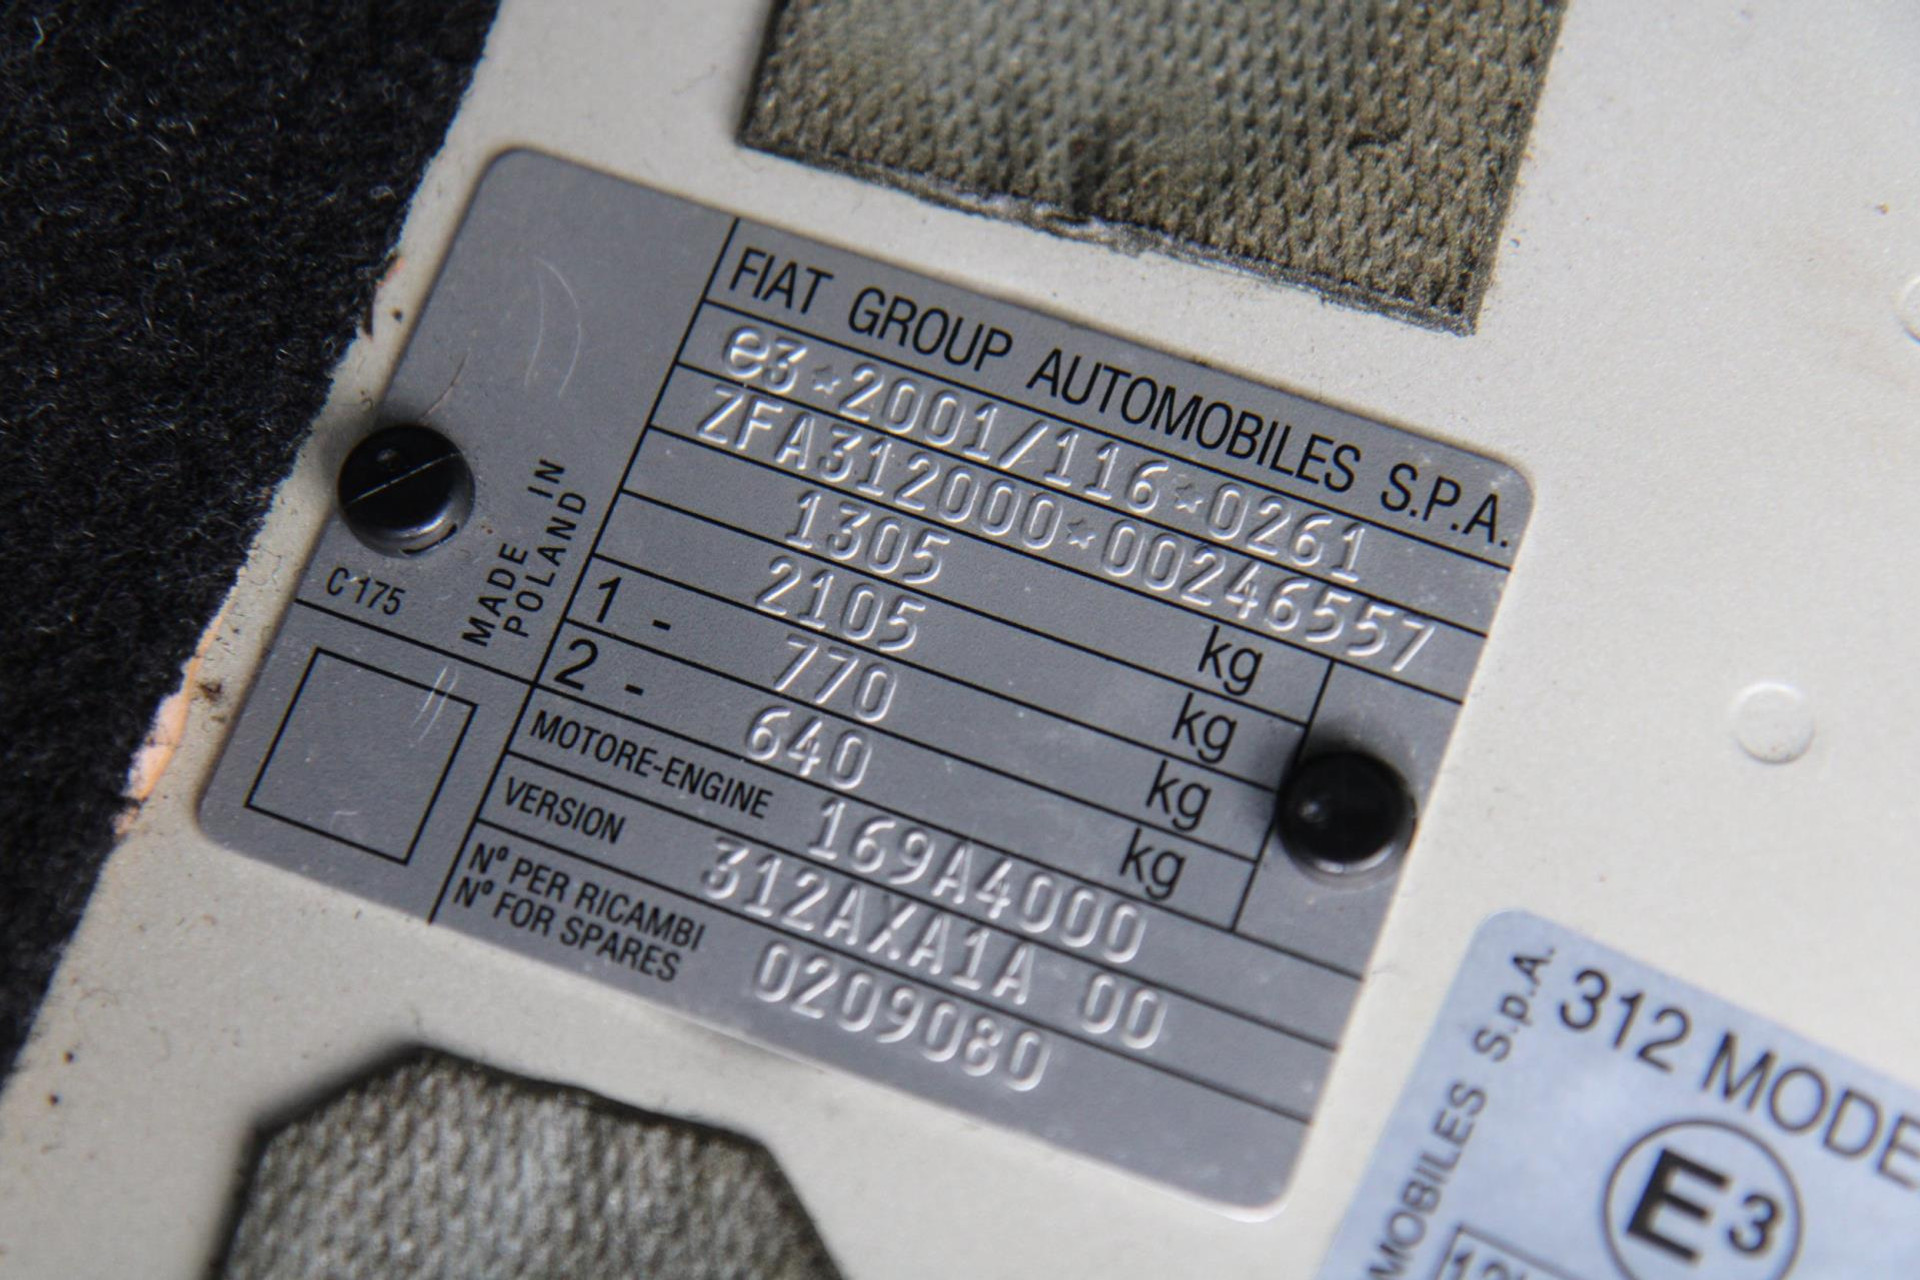 FIAT GROUP AUTOMOBILES S.P.A.
e3*2001/116*0261
ZFA312000*00246557
1305 kg
2105 kg
1 - 770 kg
2 - 640 kg
MOTORE-ENGINE 169A4000
VERSION 312AXA1A 00
Nº PER RICAMBI
Nº FOR SPARES 0209080
MADE IN
POLAND
C175
MOBILES S.p.A.
312 MODE
E3